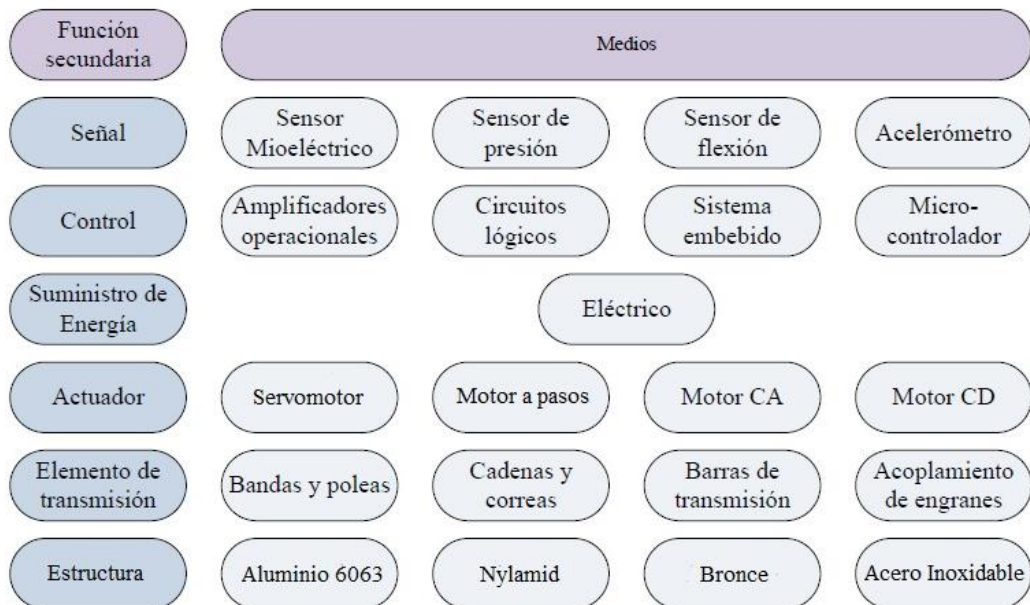 Función
secundaria
Medios
Señal
Sensor
Mioeléctrico
Sensor de
presión
Sensor de
flexión
Acelerómetro
Control
Amplificadores
operacionales
Circuitos
lógicos
Sistema
embebido
Micro-
controlador
Suministro de
Energía
Eléctrico
Actuador
Servomotor
Motor a pasos
Motor CA
Motor CD
Elemento de
transmisión
Bandas y poleas
Cadenas y
correas
Barras de
transmisión
Acoplamiento
de engranes
Estructura
Aluminio 6063
Nylamid
Bronce
Acero Inoxidable